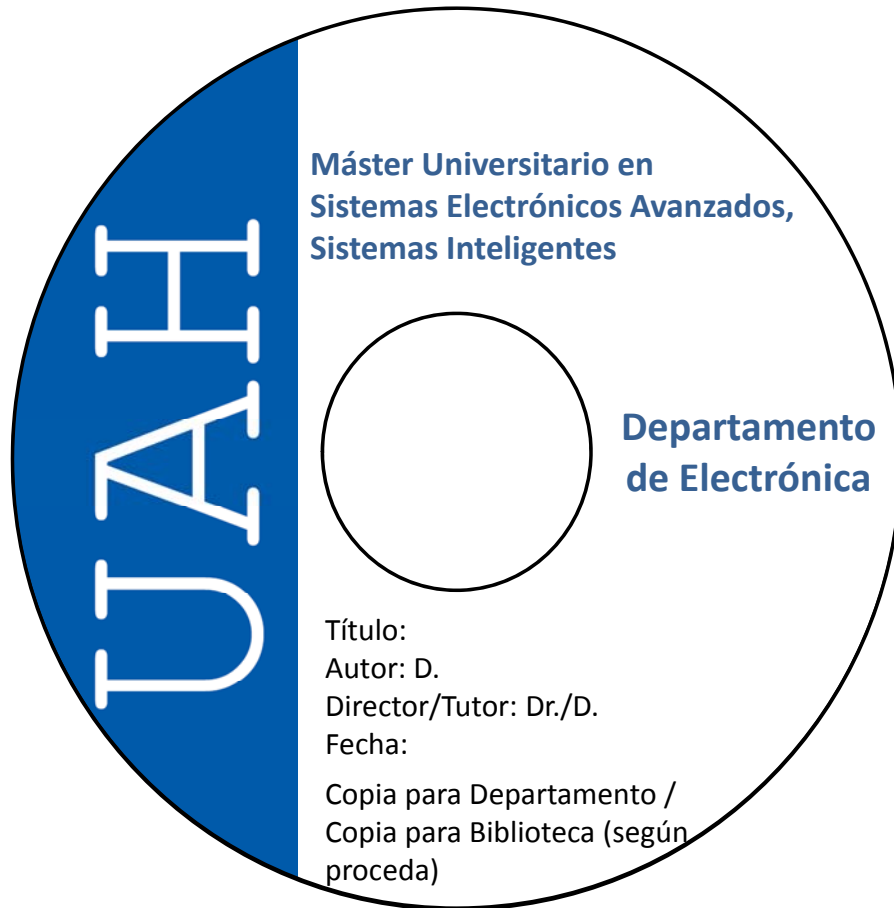 UAH
Máster Universitario en
Sistemas Electrónicos Avanzados,
Sistemas Inteligentes
Departamento
de Electrónica
Título:
Autor: D.
Director/Tutor: Dr./D.
Fecha:
Copia para Departamento /
Copia para Biblioteca (según
proceda)